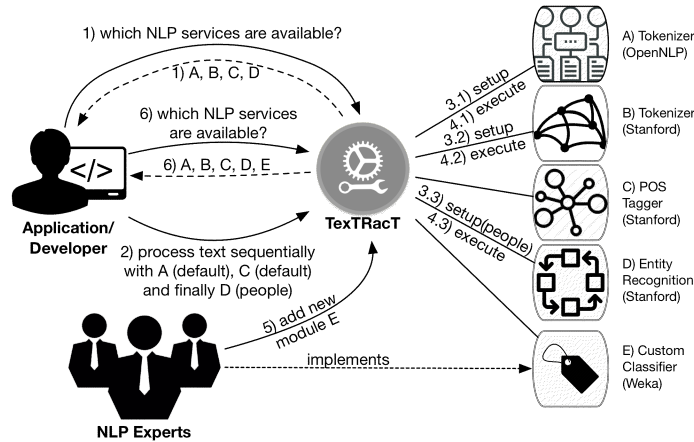 1) which NLP services are available?
1) A, B, C, D
6) which NLP services
are available?
6) A, B, C, D, E
</>
Application/
Developer
TexTRacT
2) process text sequentially
with A (default), C (default)
and finally D (people)
3.1) setup
4.1) execute
3.2) setup
4.2) execute
3.3) setup(people)
4.3) execute
5) add new
module E
implements
NLP Experts
A) Tokenizer
(OpenNLP)
B) Tokenizer
(Stanford)
C) POS
Tagger
(Stanford)
D) Entity
Recognition
(Stanford)
E) Custom
Classifier
(Weka)